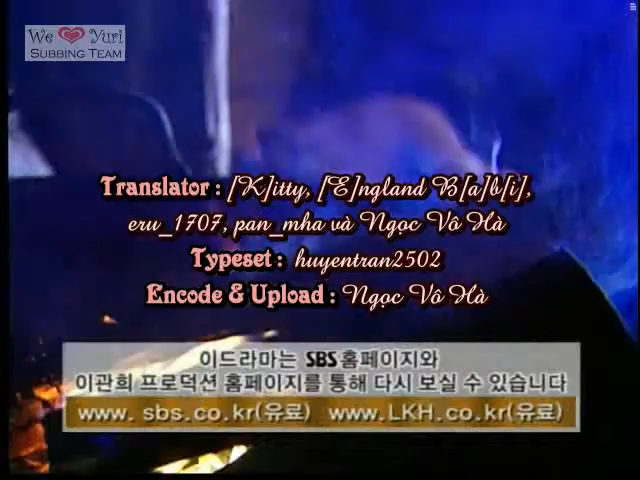 We ❤ Yuri
SUBBING TEAM
Translator : [K]itty, [E]ngland B[a]b[i],
eru_1707, pan_mha và Ngọc Vô Hà
Typeset : huyentran2502
Encode & Upload : Ngọc Vô Hà
이드라마는 SBS 홈페이지와
이관희 프로덕션 홈페이지를 통해 다시 보실 수 있습니다
www. sbs.co.kr(유료) www.LKH.co.kr(유료)